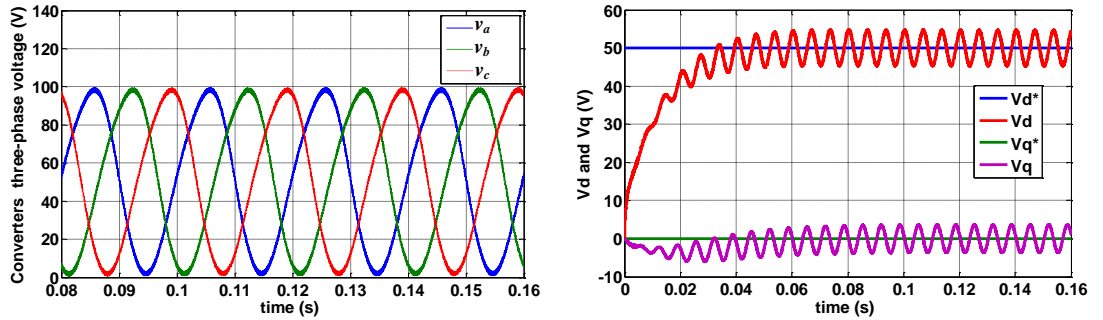 Converters three-phase voltage (V)
140
120
100
80
60
40
20
0
0.08 0.09 0.1 0.11 0.12 0.13 0.14 0.15 0.16
time (s)
va
vb
vc
Vd and Vq (V)
60
50
40
30
20
10
0
-10
0 0.02 0.04 0.06 0.08 0.1 0.12 0.14 0.16
time (s)
Vd*
Vd
Vq*
Vq